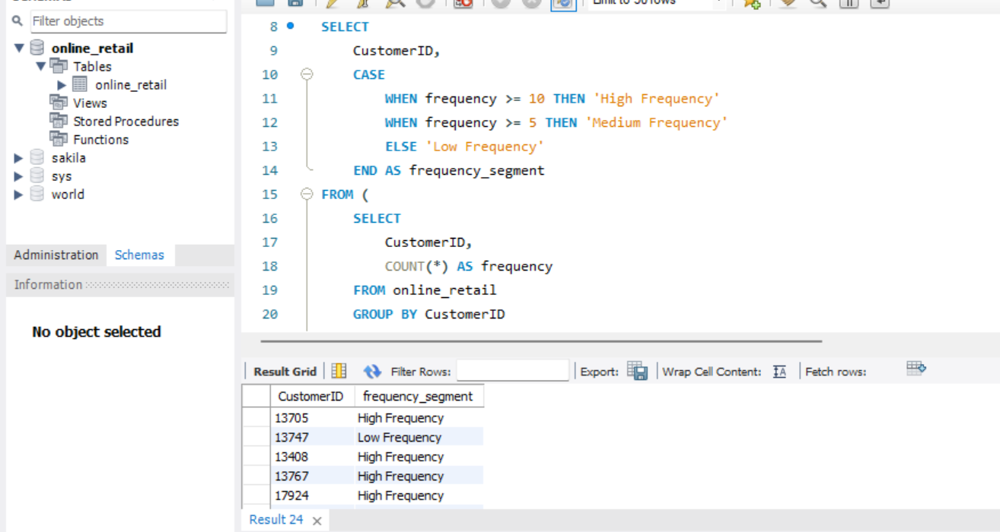 Filter objects
online_retail
Tables
online_retail
Views
Stored Procedures
Functions
sakila
sys
world
Administration Schemas
Information
No object selected
8 SELECT
9 CustomerID,
10 CASE
11 WHEN frequency >= 10 THEN 'High Frequency'
12 WHEN frequency >= 5 THEN 'Medium Frequency'
13 ELSE 'Low Frequency'
14 END AS frequency_segment
15 FROM (
16 SELECT
17 CustomerID,
18 COUNT(*) AS frequency
19 FROM online_retail
20 GROUP BY CustomerID
Result Grid Filter Rows: Export: Wrap Cell Content: IA Fetch rows:
CustomerID frequency_segment
13705 High Frequency
13747 Low Frequency
13408 High Frequency
13767 High Frequency
17924 High Frequency
Result 24